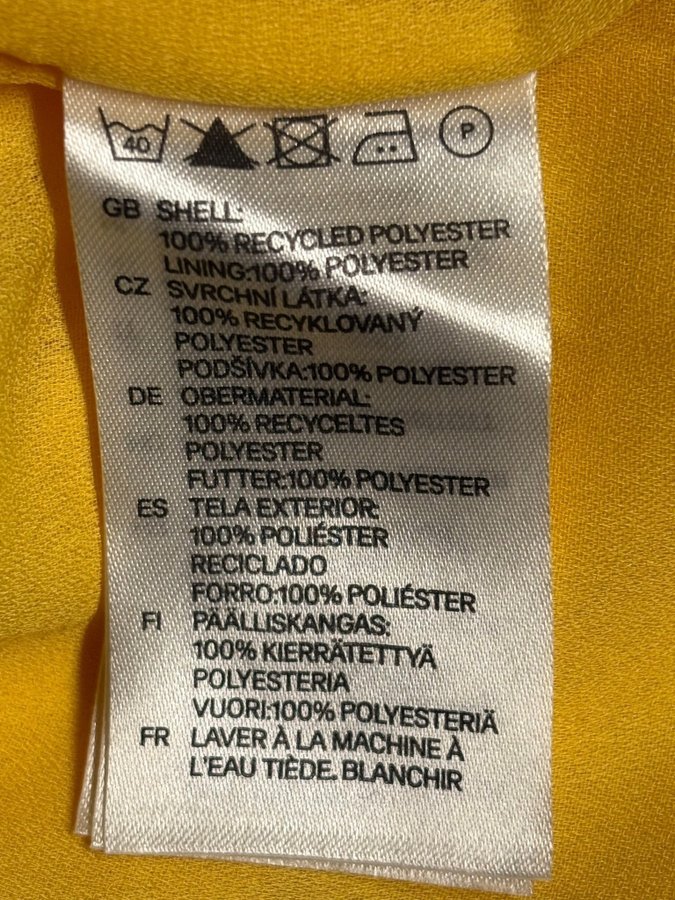 40 P
GB SHELL:
100% RECYCLED POLYESTER
LINING:100% POLYESTER
CZ SVRCHNÍ LÁTKA:
100% RECYKLOVANÝ
POLYESTER
PODŠÍVKA:100% POLYESTER
DE OBERMATERIAL:
100% RECYCELTES
POLYESTER
FUTTER:100% POLYESTER
ES TELA EXTERIOR:
100% POLIÉSTER
RECICLADO
FORRO:100% POLIÉSTER
FI PÄÄLLISKANGAS:
100% KIERRÄTETTYÄ
POLYESTERIA
VUORI:100% POLYESTERIÄ
FR LAVER À LA MACHINE À
L'EAU TIÈDE. BLANCHIR